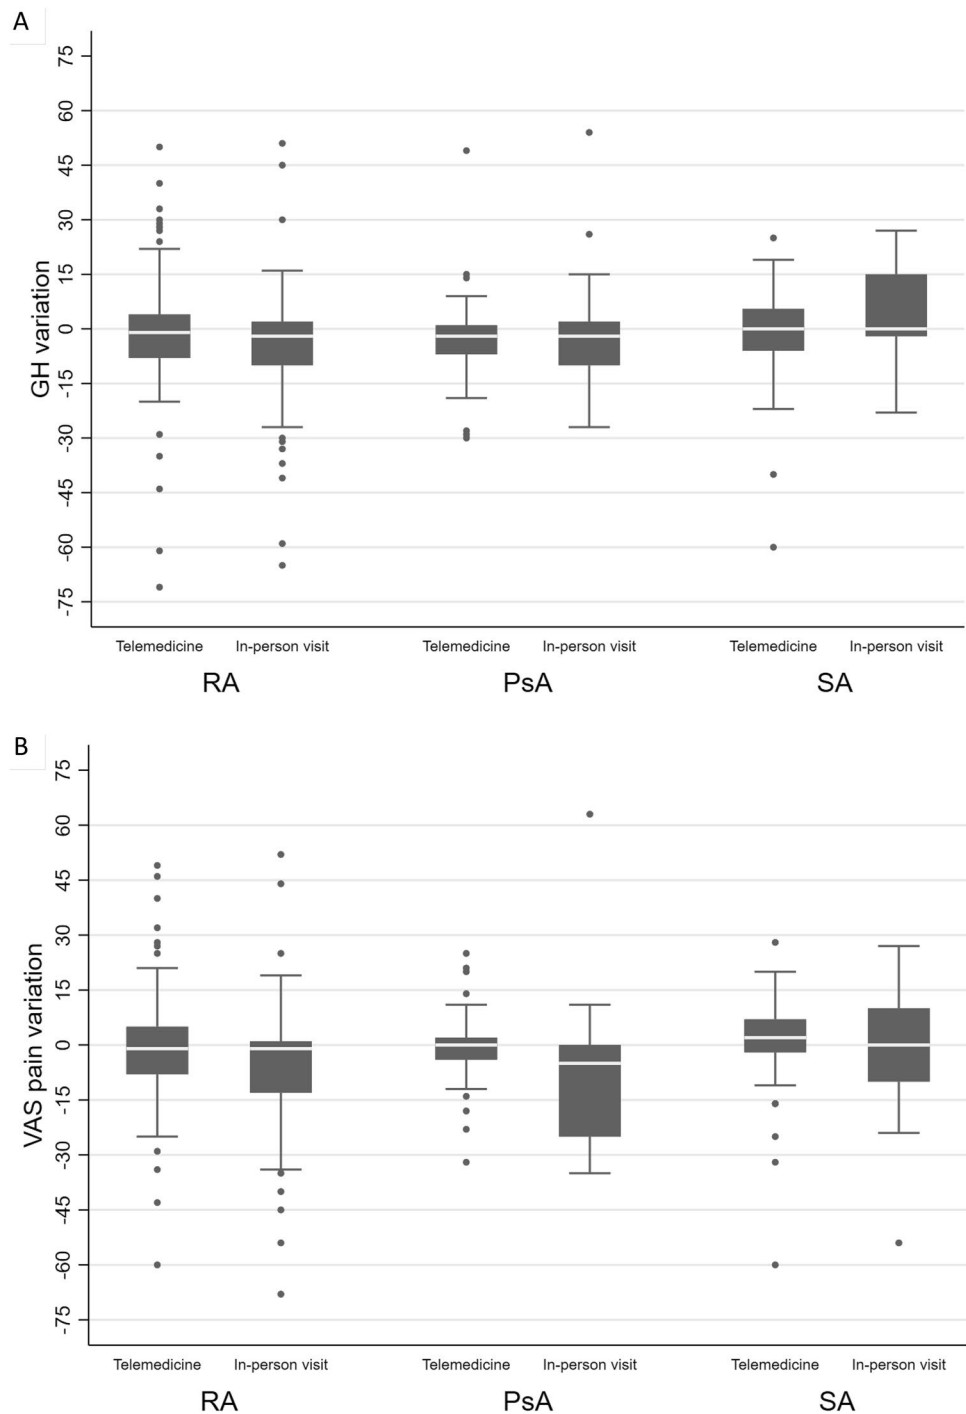 A
GH variation
75
60
45
30
15
0
-15
-30
-45
-60
-75
Telemedicine In-person visit Telemedicine In-person visit Telemedicine In-person visit
RA PsA SA
B
VAS pain variation
75
60
45
30
15
0
-15
-30
-45
-60
-75
Telemedicine In-person visit Telemedicine In-person visit Telemedicine In-person visit
RA PsA SA